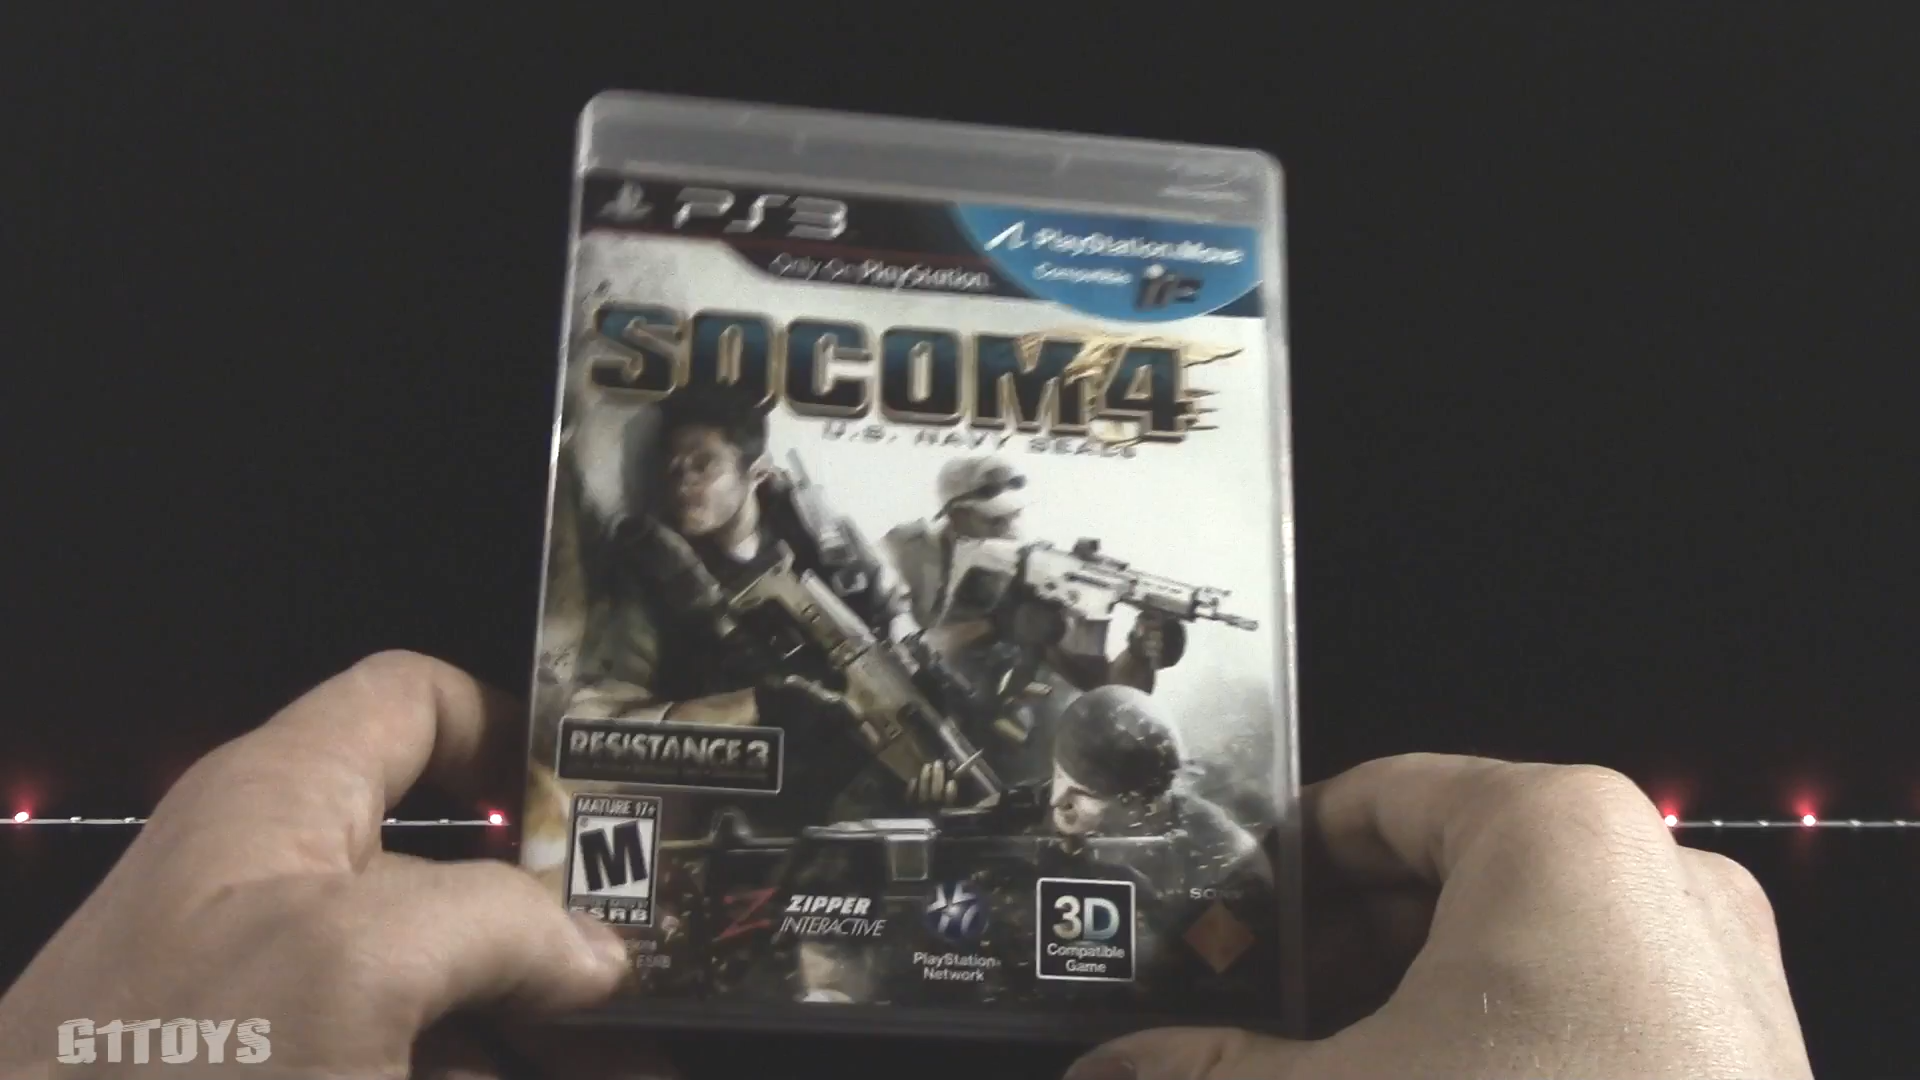 PS3
PlayStation Move
Only On PlayStation
Compatible
SOCOM 4
U.S. NAVY SEALS
RESISTANCE 3
MATURE 17+
M
ESRB
ESRB
ZIPPER
INTERACTIVE
PlayStation
Network
3D
Compatible
Game
SONY
G1TOYS